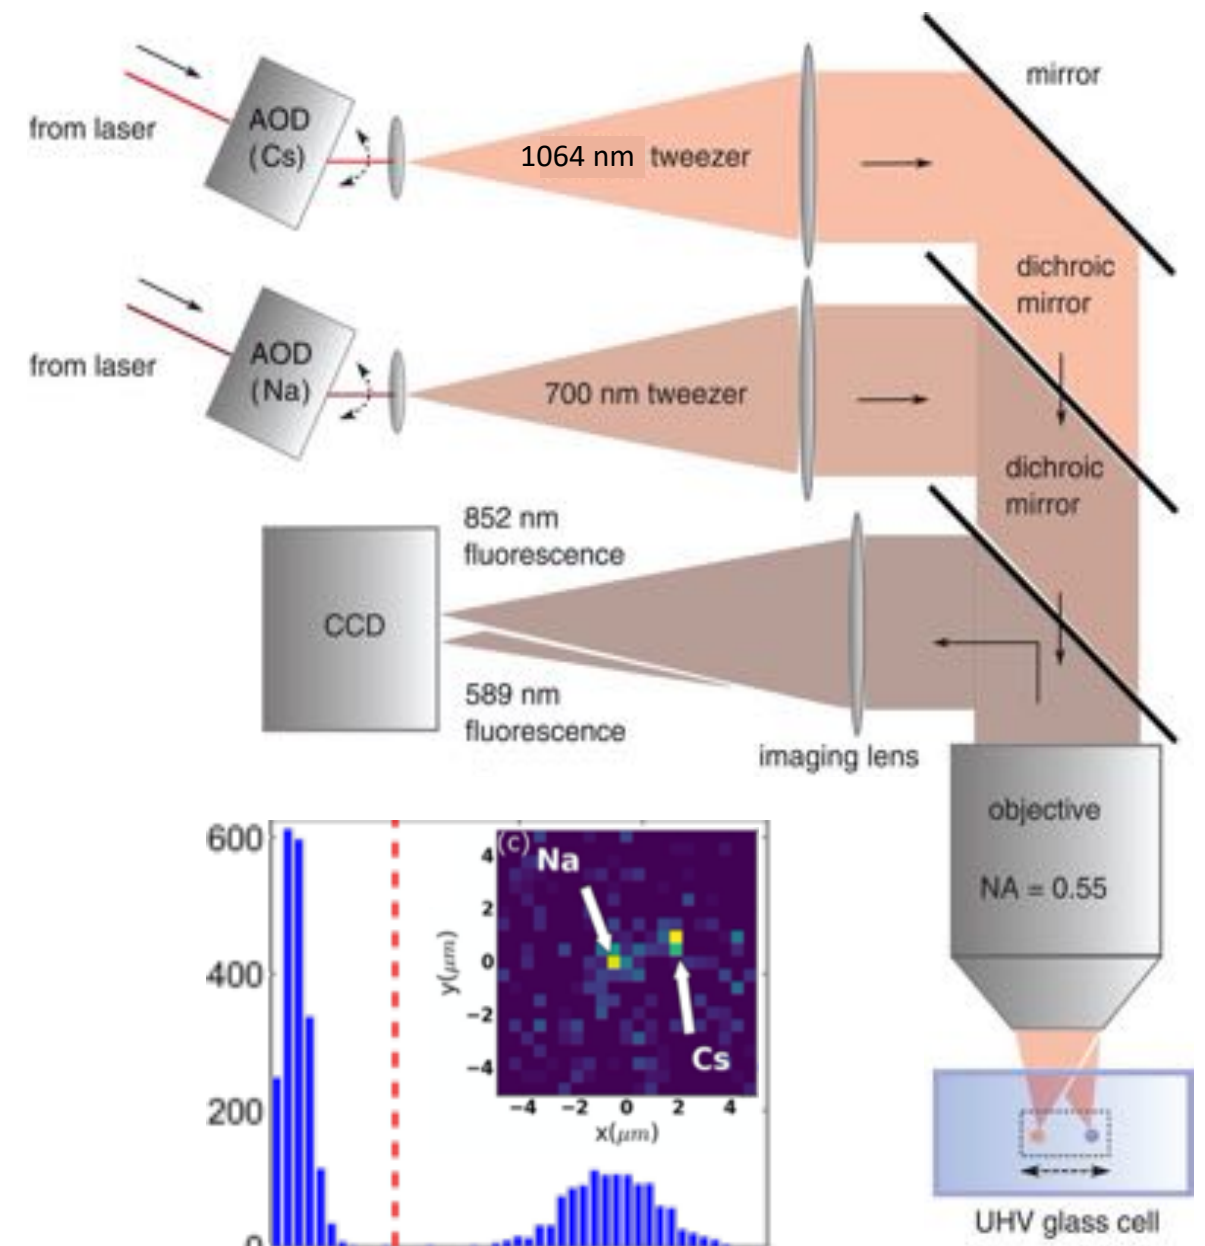 mirror
from laser
AOD
(Cs)
1064 nm tweezer
dichroic
mirror
from laser
AOD
(Na)
700 nm tweezer
dichroic
mirror
852 nm
fluorescence
CCD
589 nm
fluorescence
imaging lens
objective
NA = 0.55
UHV glass cell
600
400
200
0
(c)
Na
Cs
4
2
0
−2
−4
y(μm)
−4 −2 0 2 4
x(μm)